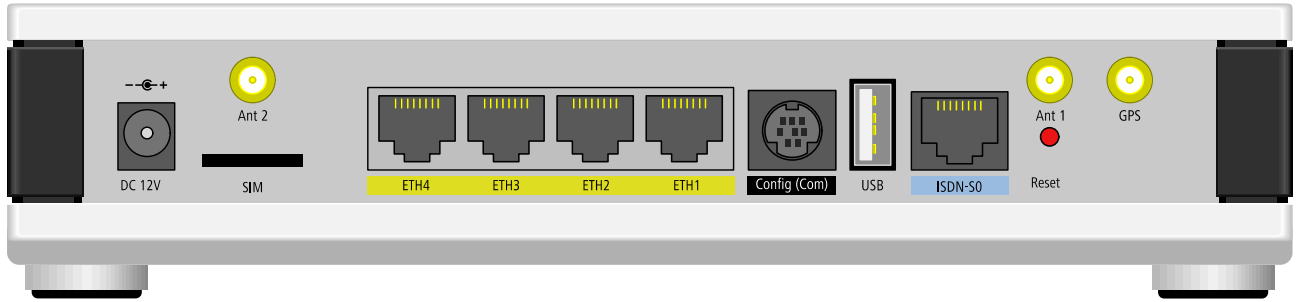 Ant 2
Ant 1
GPS
DC 12V
SIM
ETH4
ETH3
ETH2
ETH1
Config (Com)
USB
ISDN-S0
Reset